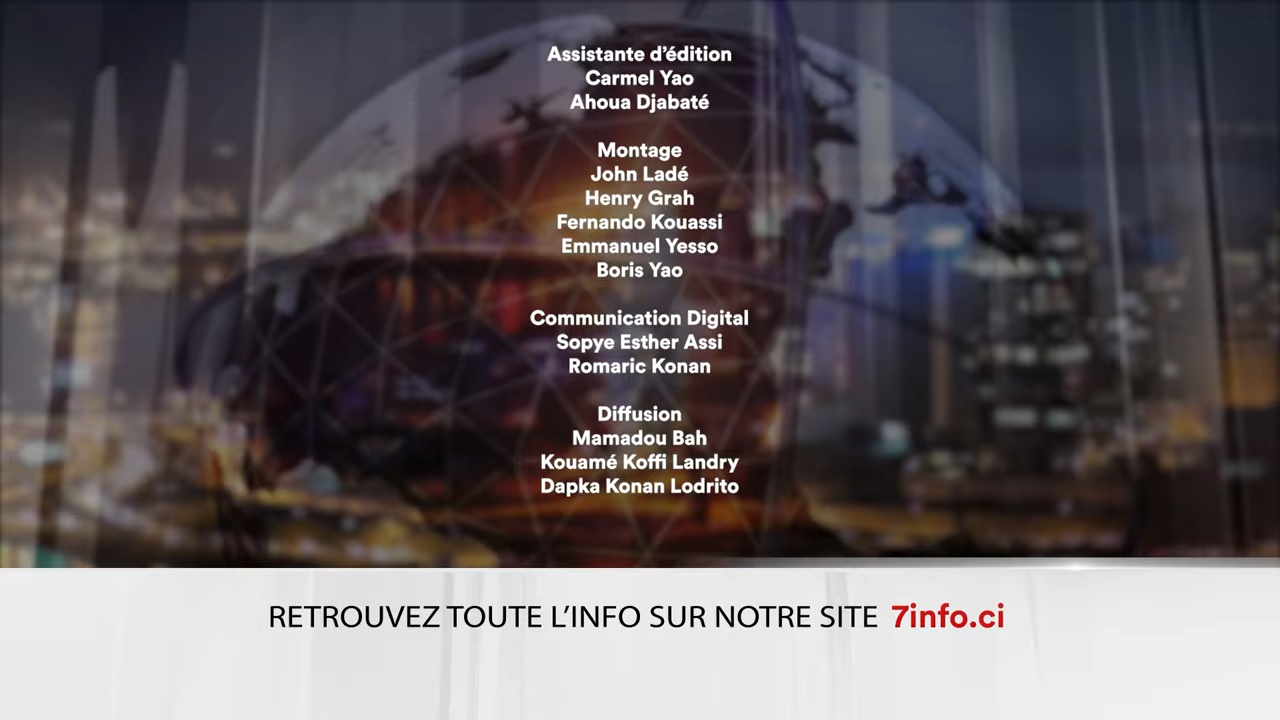 Assistante d’édition
Carmel Yao
Ahoua Djabaté
Montage
John Ladé
Henry Grah
Fernando Kouassi
Emmanuel Yesso
Boris Yao
Communication Digital
Sopye Esther Assi
Romaric Konan
Diffusion
Mamadou Bah
Kouamé Koffi Landry
Dapka Konan Lodrito
RETROUVEZ TOUTE L’INFO SUR NOTRE SITE 7info.ci